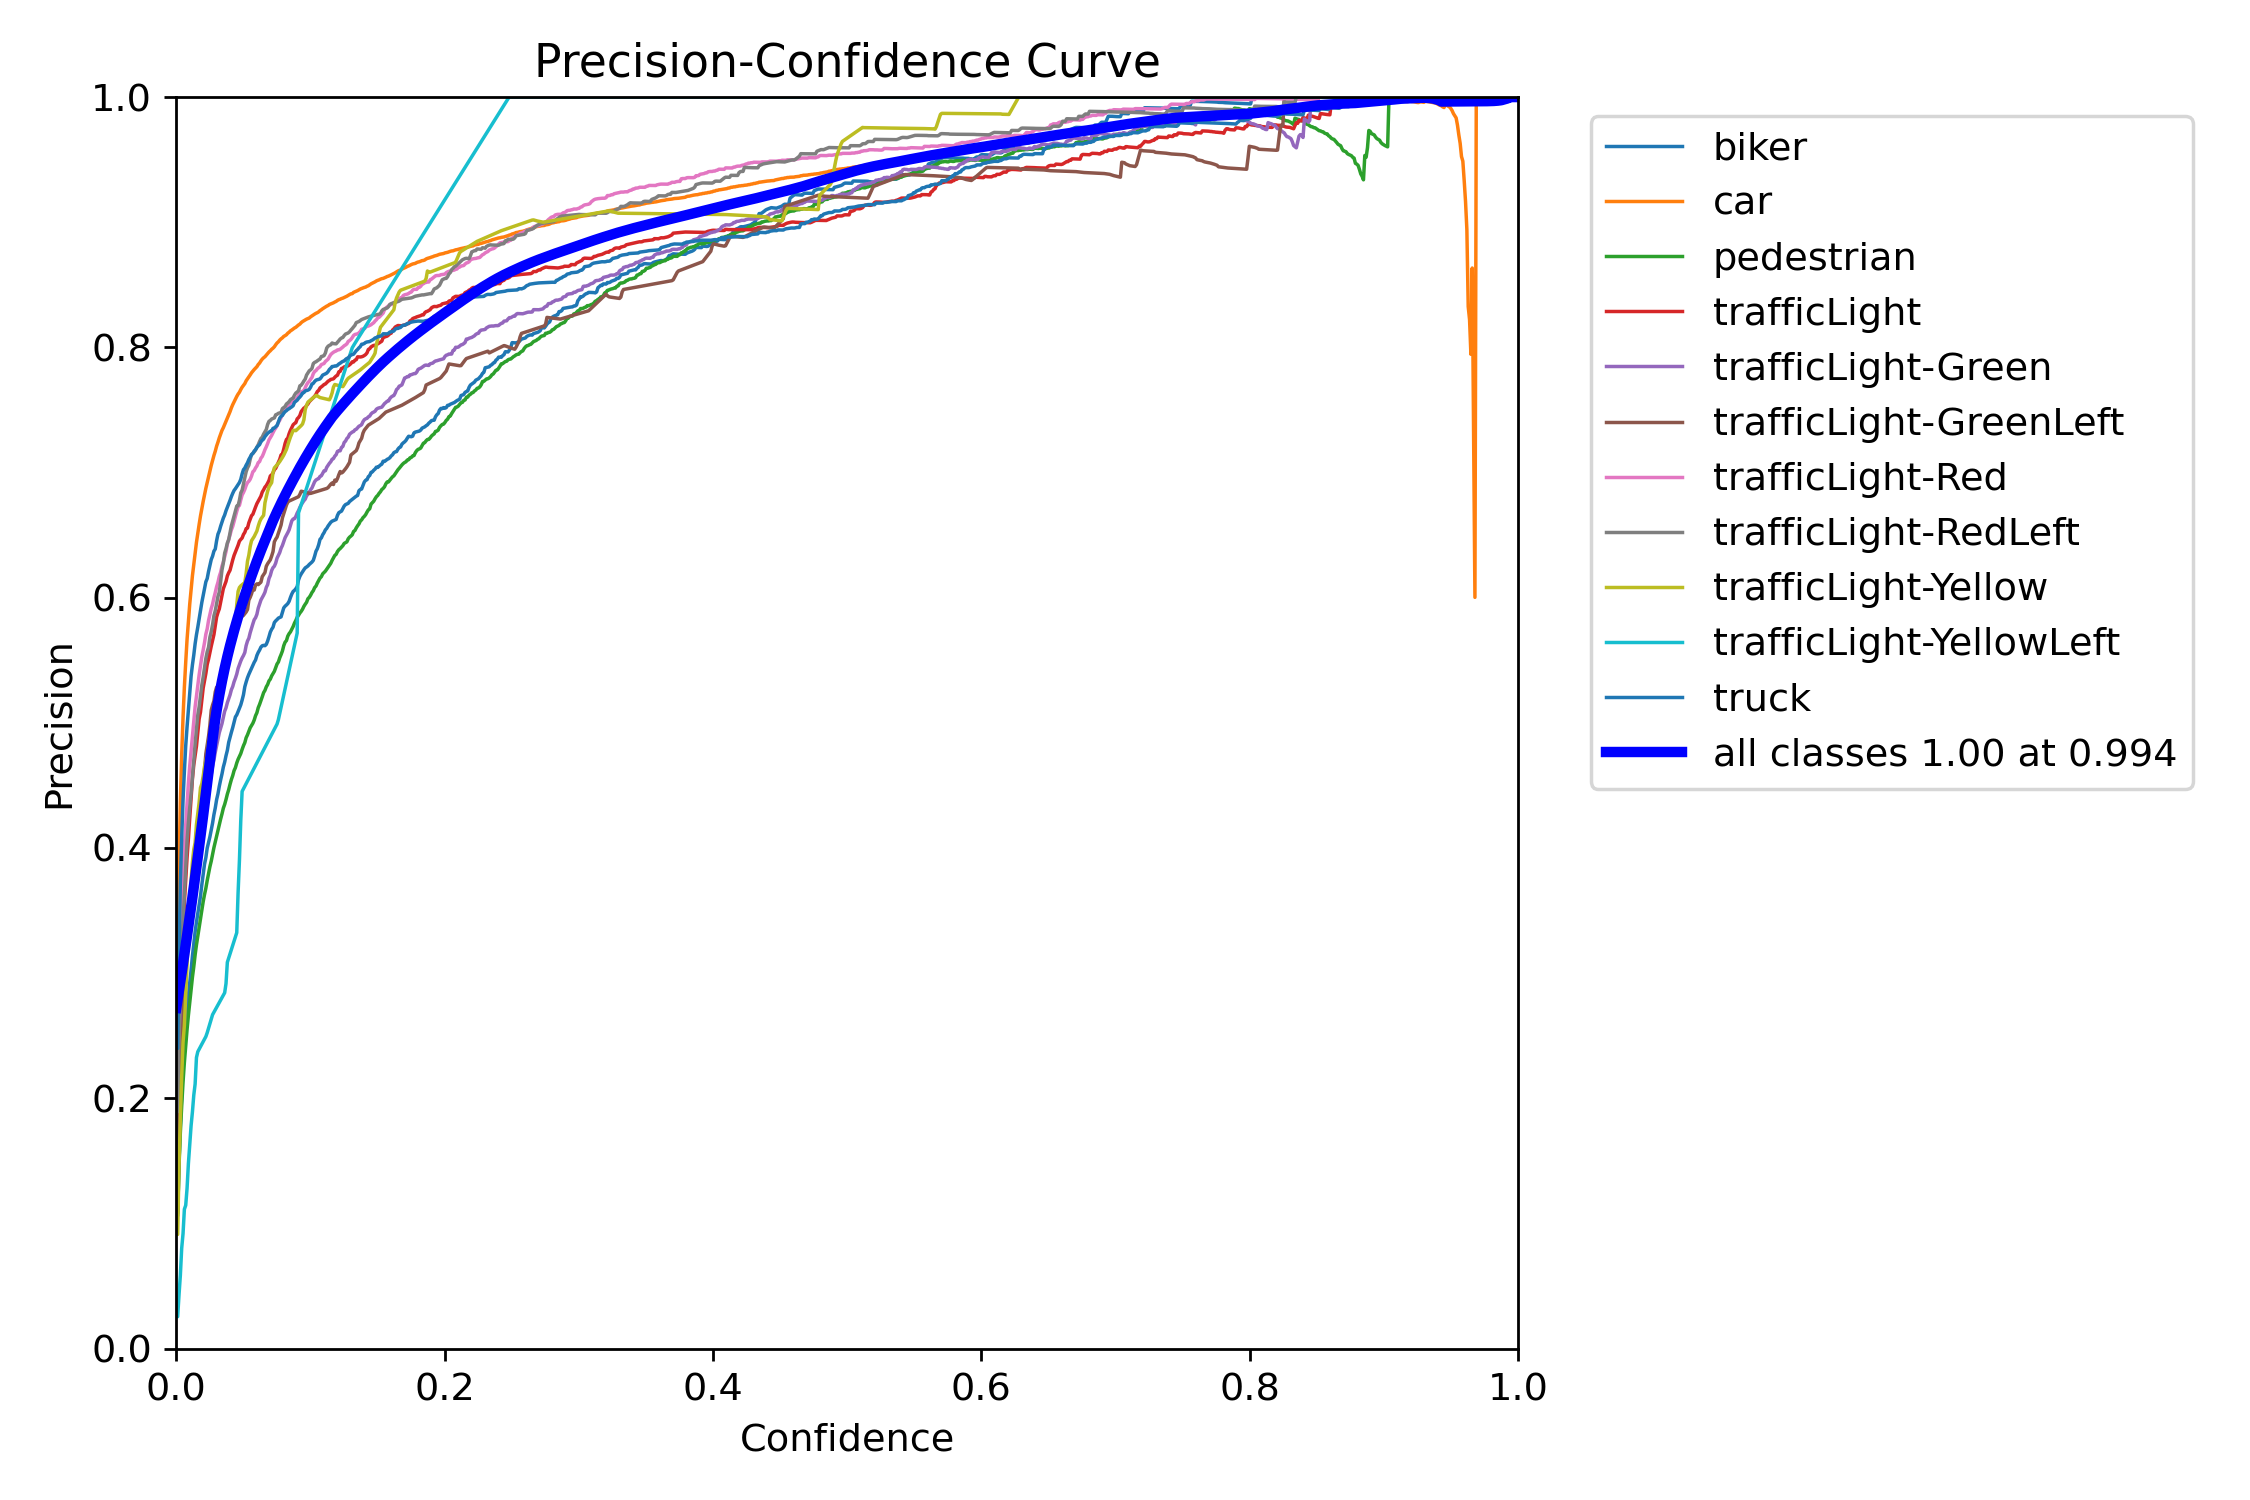 Precision-Confidence Curve
1.0
0.8
0.6
0.4
0.2
0.0
Precision
0.0 0.2 0.4 0.6 0.8 1.0
Confidence
biker
car
pedestrian
trafficLight
trafficLight-Green
trafficLight-GreenLeft
trafficLight-Red
trafficLight-RedLeft
trafficLight-Yellow
trafficLight-YellowLeft
truck
all classes 1.00 at 0.994